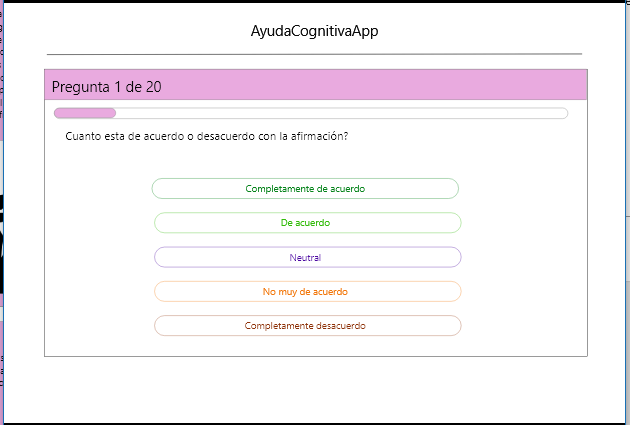 AyudaCognitivaApp
Pregunta 1 de 20
Cuanto esta de acuerdo o desacuerdo con la afirmación?
Completamente de acuerdo
De acuerdo
Neutral
No muy de acuerdo
Completamente desacuerdo